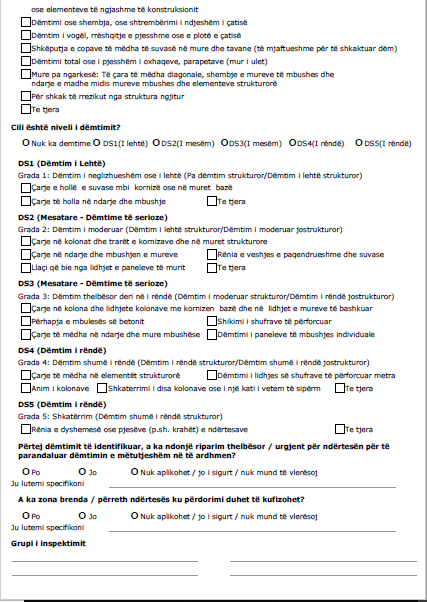 ose elementeve të ngjashme të konstruksionit
Dëmtimi ose shembja, ose shtrembërimi i ndjeshëm i çatisë
Dëmtim i vogël, rrëshqitje e pjesshme ose e plotë e çatisë
Shkëputja e copave të mëdha të suvasë në mure dhe tavane (të mjaftueshme për të shkaktuar dëm)
Dëmtimi total ose i pjesshëm i oxhaqeve, parapetave (mur i ulet)
Mure pa ngarkesë: Të çara të mëdha diagonale, shembje e mureve të mbushes dhe
ndarje e madhe midis mureve mbushes dhe elementeve strukturorë
Për shkak të rrezikut nga struktura ngjitur
Te tjera
Cili është niveli i dëmtimit?
Nuk ka demtime DS1(I lehtë) DS2(I mesëm) DS3(I mesëm) DS4(I rëndë) DS5(I rëndë)
DS1 (Dëmtim i Lehtë)
Grada 1: Dëmtim i neglizhueshëm ose i lehtë (Pa dëmtim strukturor/Dëmtim i lehtë strukturor)
Çarje e hollë e suvase mbi kornizë ose në muret bazë
Çarje të holla në ndarje dhe mbushje Te tjera
DS2 (Mesatare - Dëmtime të serioze)
Grada 2: Dëmtim i moderuar (Dëmtim i lehtë strukturor/Dëmtim i moderuar jostrukturor)
Çarje në kolonat dhe trarët e kornizave dhe në muret strukturore
Çarje në ndarje dhe mbushjen e mureve Rënia e veshjes e paqendrueshme dhe suvase
Llaçi që bie nga lidhjet e paneleve të murit Te tjera
DS3 (Mesatare - Dëmtime të serioze)
Grada 3: Dëmtim thelbësor deri në i rëndë (Dëmtim i moderuar strukturor/Dëmtim i rëndë jostrukturor)
Çarje në kolona dhe lidhjete kolonave me kornizen bazë dhe në lidhjet e mureve të bashkuar
Përhapja e mbulesës së betonit Shikimi i shufrave të përforcuar
Çarje të mëdha në ndarje dhe mure mbushëse Dëmtimi i paneleve të mbushjes individuale
DS4 (Dëmtim i rëndë)
Grada 4: Dëmtim shumë i rëndë (Dëmtim i rëndë strukturor/Dëmtim shumë i rëndë jostrukturor)
Çarje të mëdha në elementët strukturorë Dëmtimi i lidhjes së shufrave të përforcuar metra
Anim i kolonave Shkaterrimi i disa kolonave ose i një kati i vetem të sipërm Te tjera
DS5 (Dëmtim i rëndë)
Grada 5: Shkatërrim (Dëmtim shumë i rëndë strukturor)
Rënia e dyshemesë ose pjesëve (p.sh. krahët) e ndërtesave Te tjera
Përtej dëmtimit të identifikuar, a ka ndonjë riparim thelbësor / urgjent për ndërtesën për të
parandaluar dëmtimin e mëtutjeshëm në të ardhmen?
Po Jo Nuk aplikohet / jo i sigurt / nuk mund të vlerësoj
Ju lutemi specifikoni
A ka zona brenda / përreth ndërtesës ku përdorimi duhet të kufizohet?
Po Jo Nuk aplikohet / jo i sigurt / nuk mund të vlerësoj
Ju lutemi specifikoni
Grupi i inspektimit